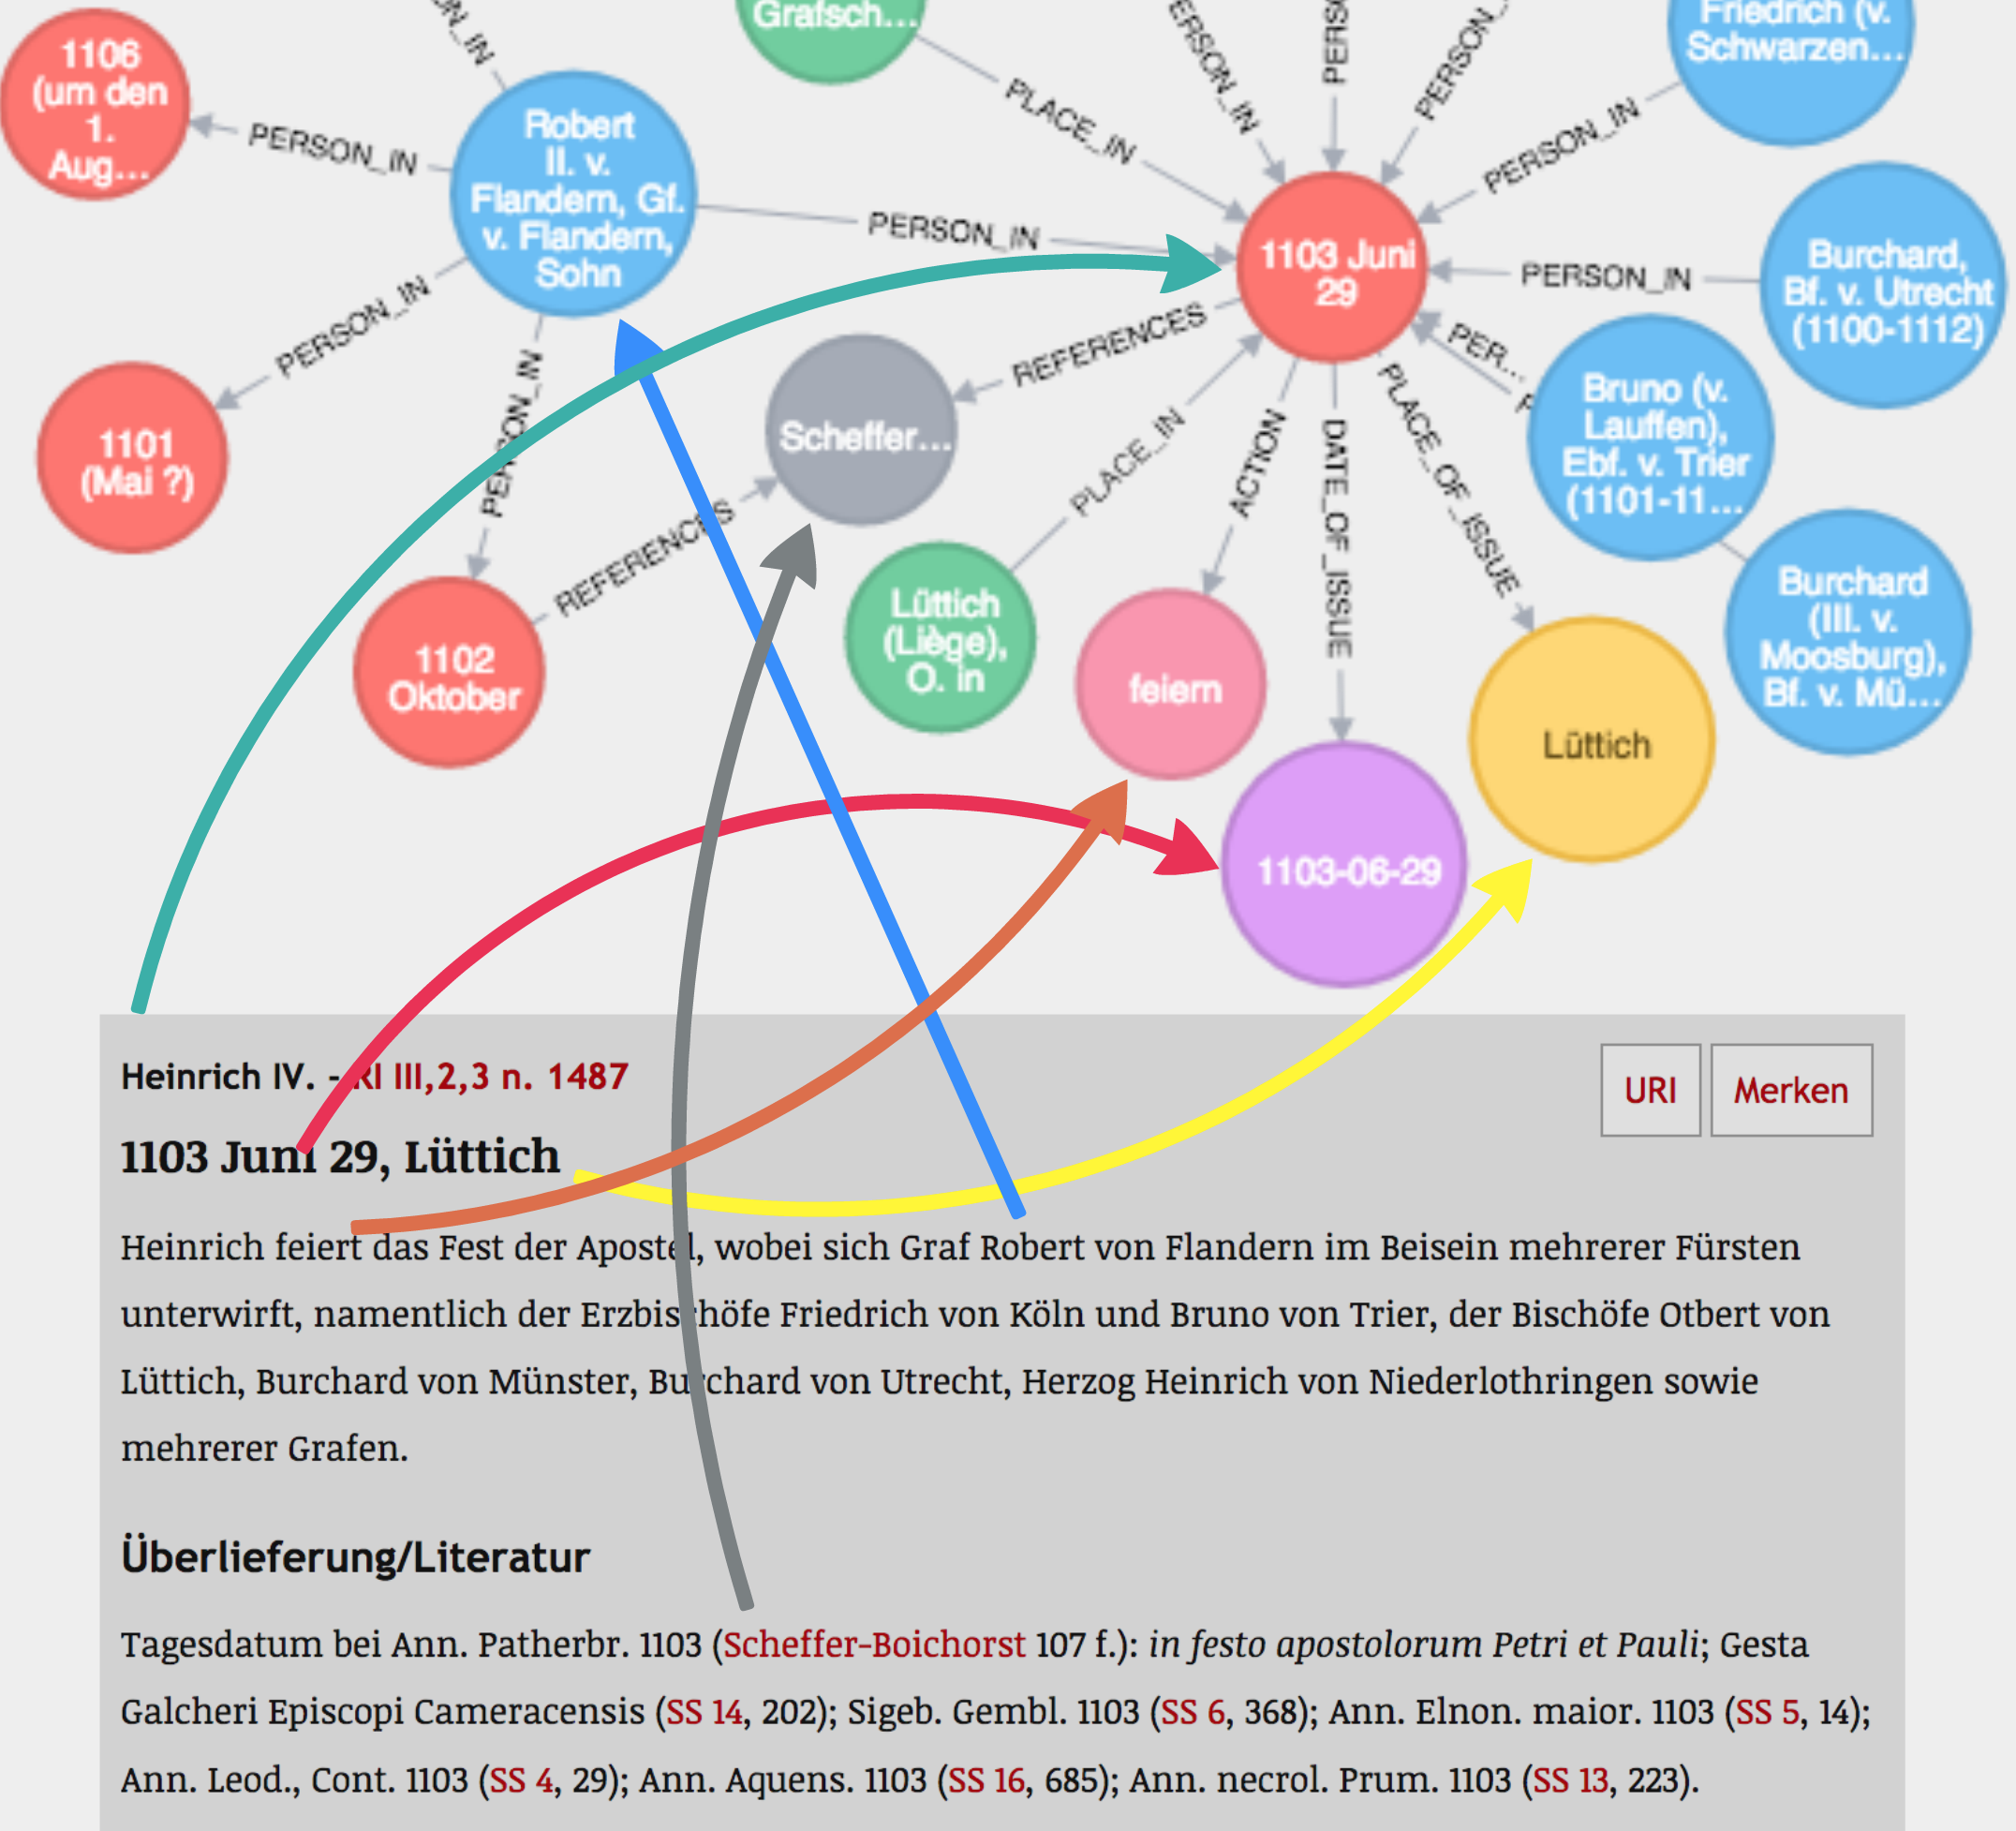 Grafsch...
Friedrich (v.
Schwarzen...
1106
(um den
1.
Aug...
PERSON_IN
Robert
II. v.
Flandern, Gf.
v. Flandern,
Sohn
PLACE_IN
ERSON_IN
PERS
PERSON_
PERSON_IN
PERSON_IN
1103 Juni
29
PERSON_IN
Burchard,
Bf. v. Utrecht
(1100-1112)
PERSON_IN
1101
(Mai ?)
PERSON_IN
REFERENCES
Scheffer...
REFERENCES
PLACE_IN
ACTION
DATE_OF_ISSUE
PLACE_OF_ISSUE
PER...
Bruno (v.
Lauffen),
Ebf. v. Trier
(1101-11...
Burchard
(III. v.
Moosburg),
Bf. v. Mü...
1102
Oktober
Lüttich
(Liège),
O. in
feiern
Lüttich
1103-06-29
Heinrich IV. - RI III,2,3 n. 1487
URI
Merken
1103 Juni 29, Lüttich
Heinrich feiert das Fest der Apostel, wobei sich Graf Robert von Flandern im Beisein mehrerer Fürsten
unterwirft, namentlich der Erzbischöfe Friedrich von Köln und Bruno von Trier, der Bischöfe Otbert von
Lüttich, Burchard von Münster, Burchard von Utrecht, Herzog Heinrich von Niederlothringen sowie
mehrerer Grafen.
Überlieferung/Literatur
Tagesdatum bei Ann. Patherbr. 1103 (Scheffer-Boichorst 107 f.): in festo apostolorum Petri et Pauli; Gesta
Galcheri Episcopi Cameracensis (SS 14, 202); Sigeb. Gembl. 1103 (SS 6, 368); Ann. Elnon. maior. 1103 (SS 5, 14);
Ann. Leod., Cont. 1103 (SS 4, 29); Ann. Aquens. 1103 (SS 16, 685); Ann. necrol. Prum. 1103 (SS 13, 223).